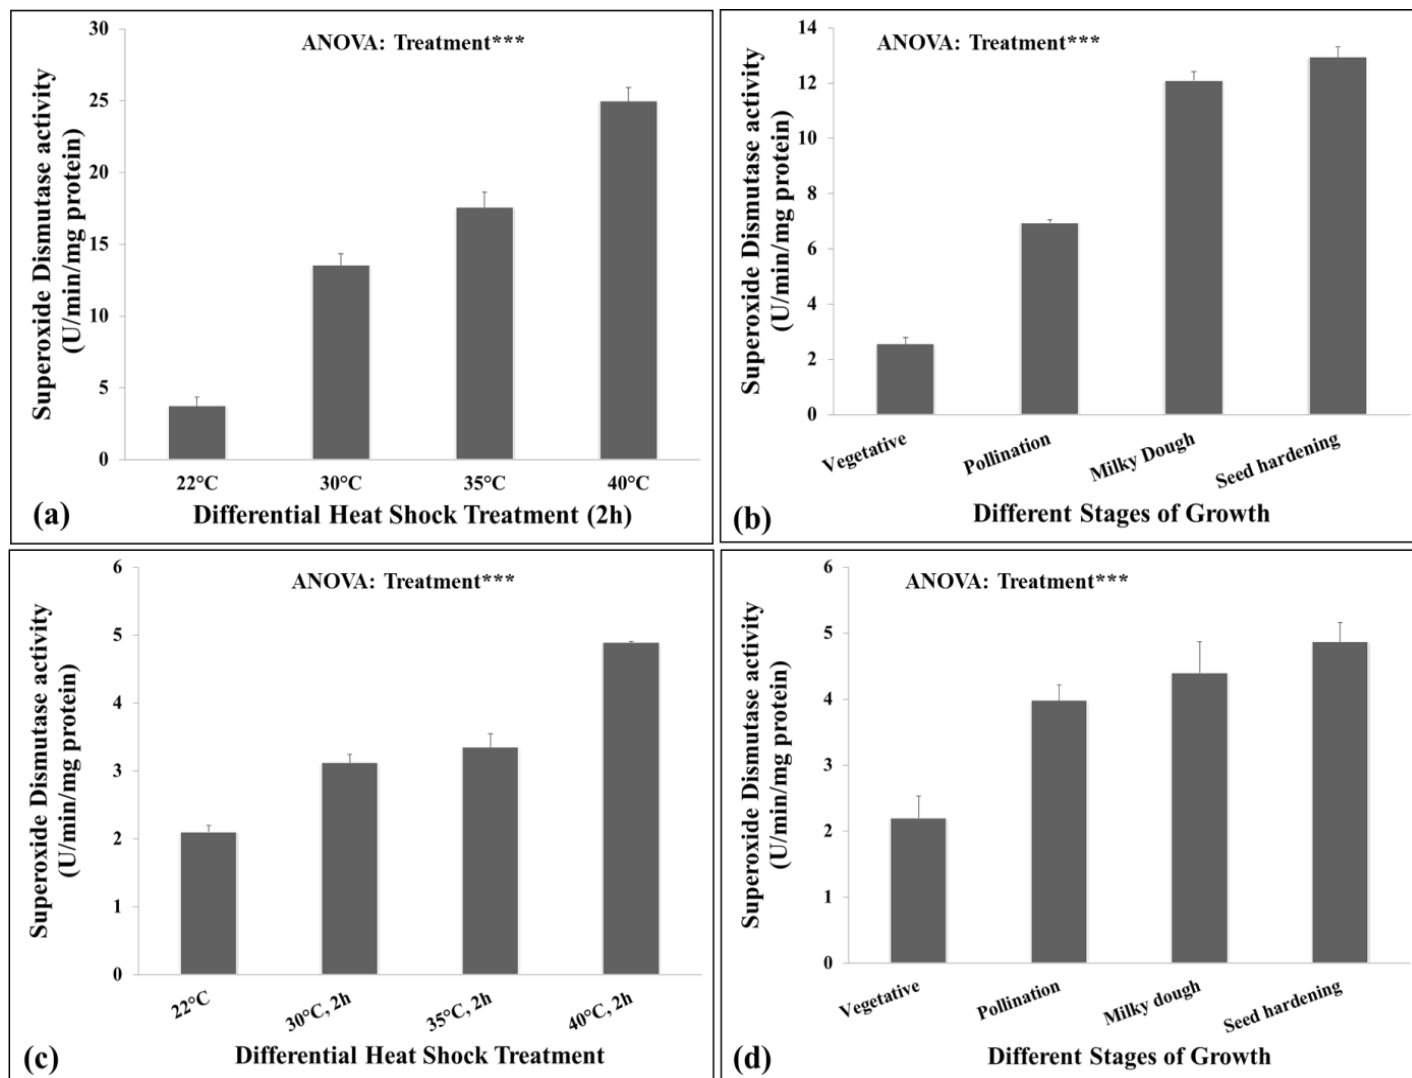 ANOVA: Treatment***
Superoxide Dismutase activity
(U/min/mg protein)
30
25
20
15
10
5
0
22°C 30°C 35°C 40°C
(a) Differential Heat Shock Treatment (2h)
ANOVA: Treatment***
Superoxide Dismutase activity
(U/min/mg protein)
14
12
10
8
6
4
2
0
Vegetative Pollination Milky Dough Seed hardening
(b) Different Stages of Growth
ANOVA: Treatment***
Superoxide Dismutase activity
(U/min/mg protein)
6
5
4
3
2
1
0
22°C 30°C, 2h 35°C, 2h 40°C, 2h
(c) Differential Heat Shock Treatment
ANOVA: Treatment***
Superoxide Dismutase activity
(U/min/mg protein)
6
5
4
3
2
1
0
Vegetative Pollination Milky dough Seed hardening
(d) Different Stages of Growth